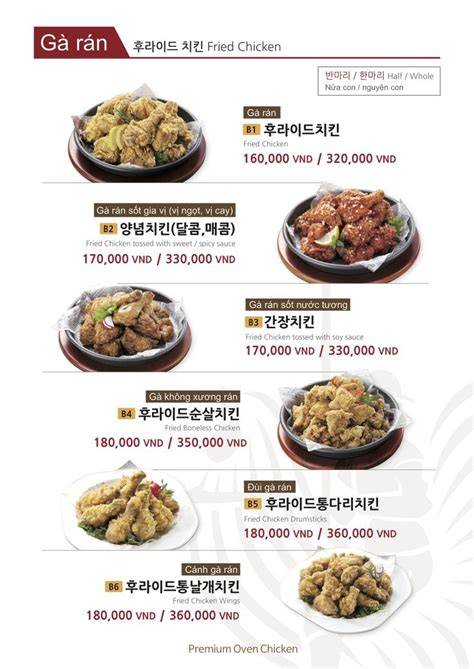 Gà rán
후라이드 치킨 Fried Chicken
반마리 / 한마리 Half / Whole
Nửa con / nguyên con
Gà rán
B1 후라이드치킨
Fried Chicken
160,000 VND / 320,000 VND
Gà rán sốt gia vị (vị ngọt, vị cay)
B2 양념치킨(달콤,매콤)
Fried Chicken tossed with sweet / spicy sauce
170,000 VND / 330,000 VND
Gà rán sốt nước tương
B3 간장치킨
Fried Chicken tossed with soy sauce
170,000 VND / 330,000 VND
Gà không xương rán
B4 후라이드순살치킨
Fried Boneless Chicken
180,000 VND / 350,000 VND
Đùi gà rán
B5 후라이드통다리치킨
Fried Chicken Drumsticks
180,000 VND / 360,000 VND
Cánh gà rán
B6 후라이드통날개치킨
Fried Chicken Wings
180,000 VND / 360,000 VND
Premium Oven Chicken